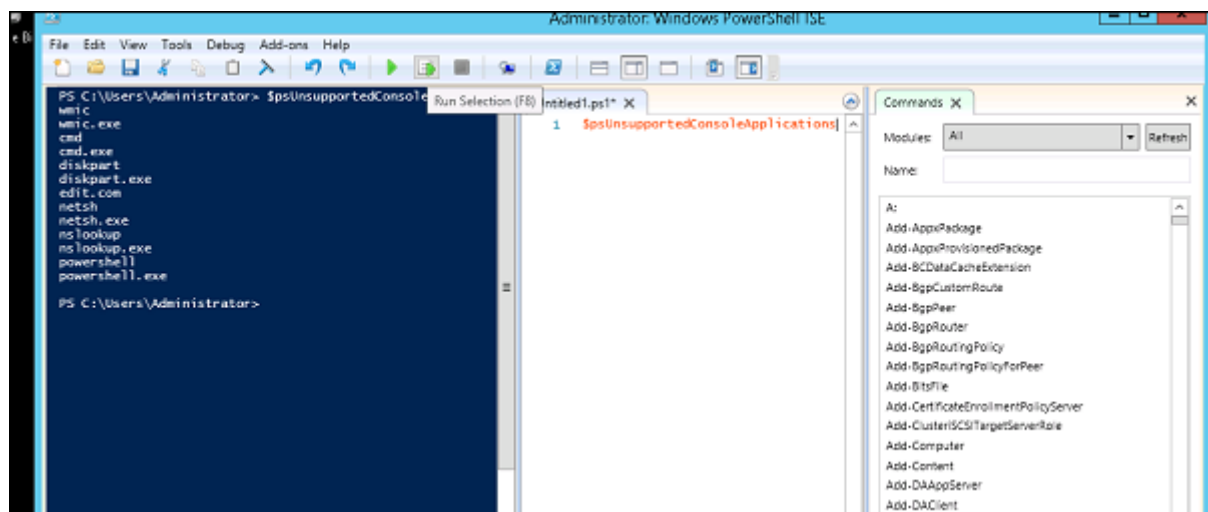 Administrator: Windows PowerShell ISE
e Bi
File Edit View Tools Debug Add-ons Help
PS C:\Users\Administrator> $psUnsupportedConsole
wmic
wmic.exe
cmd
cmd.exe
diskpart
diskpart.exe
edit.com
netsh
netsh.exe
nslookup
nslookup.exe
powershell
powershell.exe
PS C:\Users\Administrator>
Run Selection (F8)
ntitled1.ps1* X
1 $psUnsupportedConsoleApplications
Commands X
Modules: All Refresh
Name:
A:
Add-AppxPackage
Add-AppxProvisionedPackage
Add-BCDataCacheExtension
Add-BgpCustomRoute
Add-BgpPeer
Add-BgpRouter
Add-BgpRoutingPolicy
Add-BgpRoutingPolicyForPeer
Add-BitsFile
Add-CertificateEnrollmentPolicyServer
Add-ClusteriSCSITargetServerRole
Add-Computer
Add-Content
Add-DAAppServer
Add-DAClient